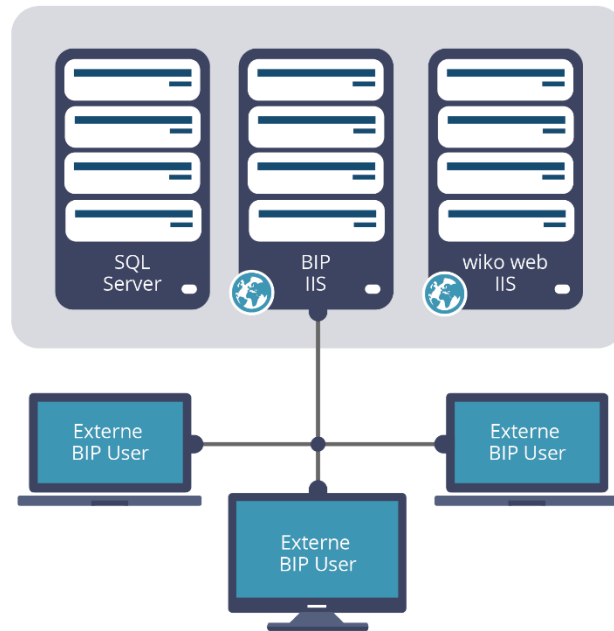 SQL
Server
BIP
IIS
wiko web
IIS
Externe
BIP User
Externe
BIP User
Externe
BIP User